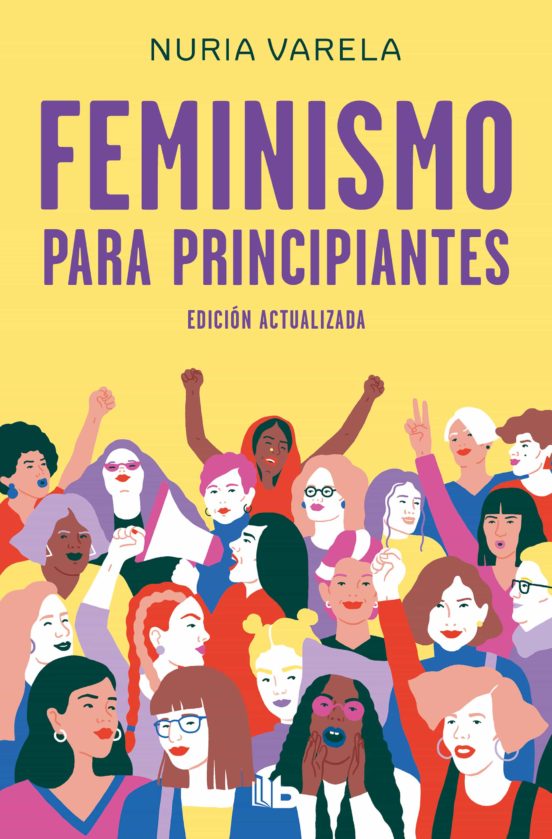 NURIA VARELA
FEMINISMO
PARA PRINCIPIANTES
EDICIÓN ACTUALIZADA
b